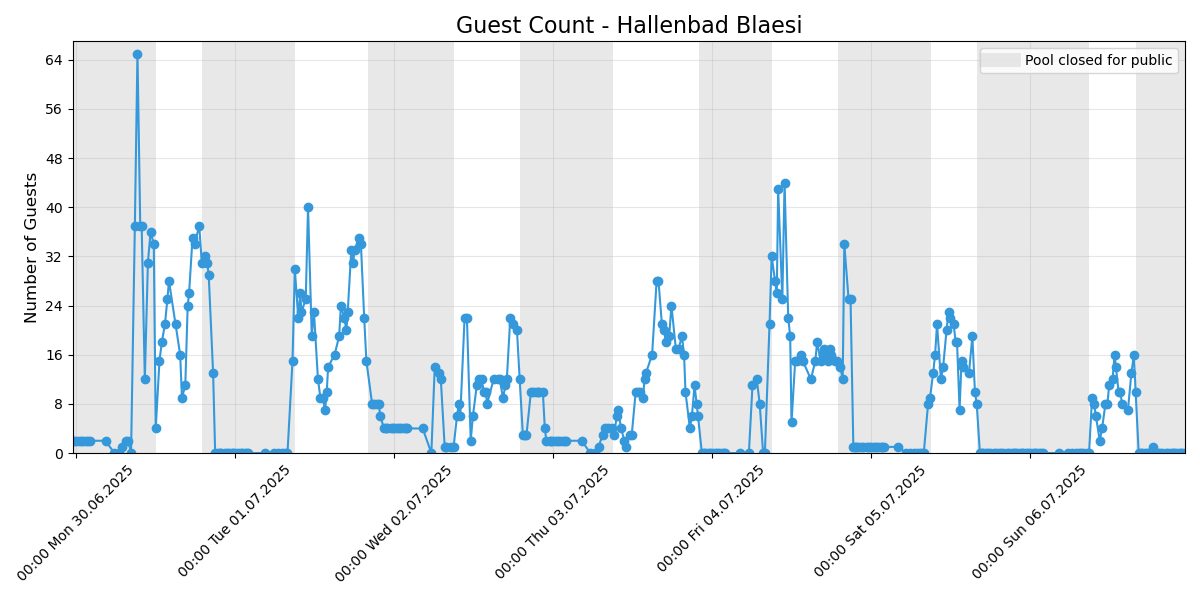 Guest Count - Hallenbad Blaesi
Pool closed for public
Number of Guests
64
56
48
40
32
24
16
8
0
00:00 Mon 30.06.2025
00:00 Tue 01.07.2025
00:00 Wed 02.07.2025
00:00 Thu 03.07.2025
00:00 Fri 04.07.2025
00:00 Sat 05.07.2025
00:00 Sun 06.07.2025